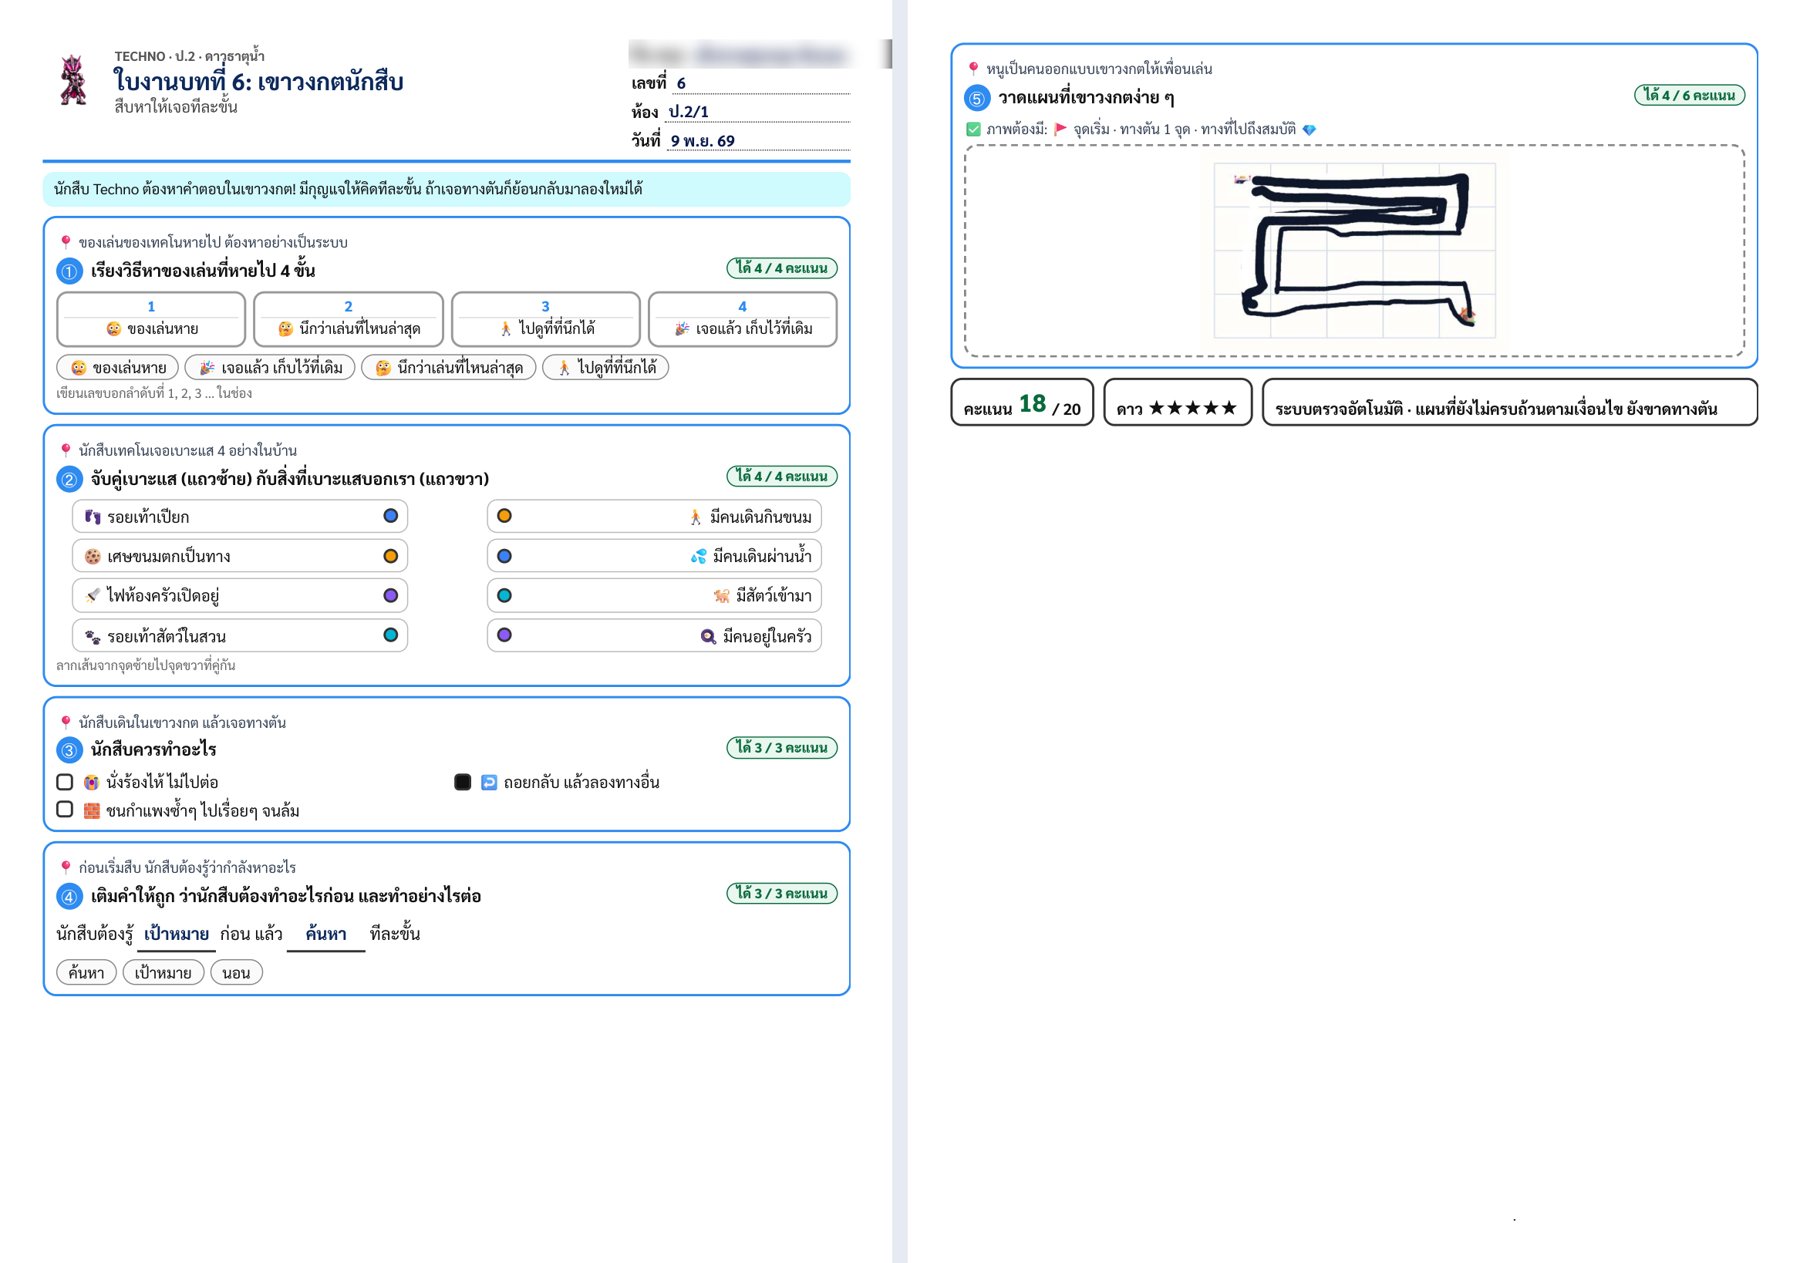 TECHNO · ป.2 · ดาวธาตุน้ำ
ใบงานบทที่ 6: เขาวงกตนักสืบ
สืบหาให้เจอทีละขั้น
เลขที่ 6
ห้อง ป.2/1
วันที่ 9 พ.ย. 69
นักสืบ Techno ต้องหาคำตอบในเขาวงกต! มีกุญแจให้คิดทีละขั้น ถ้าเจอทางตันก็ย้อนกลับมาลองใหม่ได้
ของเล่นของเทคโนหายไป ต้องหาอย่างเป็นระบบ
① เรียงวิธีหาของเล่นที่หายไป 4 ขั้น ได้ 4 / 4 คะแนน
1 2 3 4
ของเล่นหาย นึกว่าเล่นที่ไหนล่าสุด ไปดูที่ที่นึกได้ เจอแล้ว เก็บไว้ที่เดิม
ของเล่นหาย เจอแล้ว เก็บไว้ที่เดิม นึกว่าเล่นที่ไหนล่าสุด ไปดูที่ที่นึกได้
เขียนเลขบอกลำดับที่ 1, 2, 3 ... ในช่อง
นักสืบเทคโนเจอเบาะแส 4 อย่างในบ้าน
② จับคู่เบาะแส (แถวซ้าย) กับสิ่งที่เบาะแสบอกเรา (แถวขวา) ได้ 4 / 4 คะแนน
รอยเท้าเปียก มีคนเดินกินขนม
เศษขนมตกเป็นทาง มีคนเดินผ่านน้ำ
ไฟห้องครัวเปิดอยู่ มีสัตว์เข้ามา
รอยเท้าสัตว์ในสวน มีคนอยู่ในครัว
ลากเส้นจากจุดซ้ายไปจุดขวาที่คู่กัน
นักสืบเดินในเขาวงกต แล้วเจอทางตัน
③ นักสืบควรทำอะไร ได้ 3 / 3 คะแนน
นั่งร้องไห้ ไม่ไปต่อ ถอยกลับ แล้วลองทางอื่น
ชนกำแพงซ้ำๆ ไปเรื่อยๆ จนล้ม
ก่อนเริ่มสืบ นักสืบต้องรู้ว่ากำลังหาอะไร
④ เติมคำให้ถูก ว่านักสืบต้องทำอะไรก่อน และทำอย่างไรต่อ ได้ 3 / 3 คะแนน
นักสืบต้องรู้ เป้าหมาย ก่อน แล้ว ค้นหา ทีละขั้น
ค้นหา เป้าหมาย นอน
หนูเป็นคนออกแบบเขาวงกตให้เพื่อนเล่น
⑤ วาดแผนที่เขาวงกตง่าย ๆ ได้ 4 / 6 คะแนน
ภาพต้องมี: จุดเริ่ม · ทางตัน 1 จุด · ทางที่ไปถึงสมบัติ
คะแนน 18 / 20 ดาว ★★★★★ ระบบตรวจอัตโนมัติ · แผนที่ยังไม่ครบถ้วนตามเงื่อนไข ยังขาดทางตัน